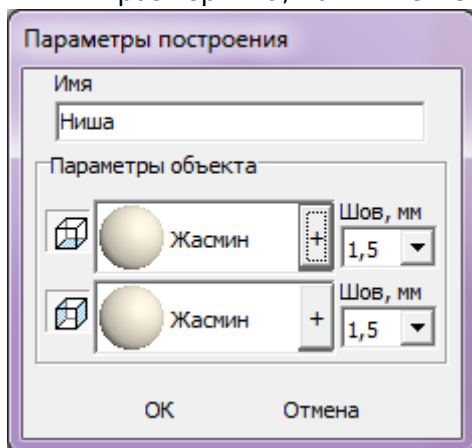 Параметры построения
Имя
Ниша
Параметры объекта
Шов, мм
Жасмин + 1,5
Шов, мм
Жасмин + 1,5
ОК Отмена